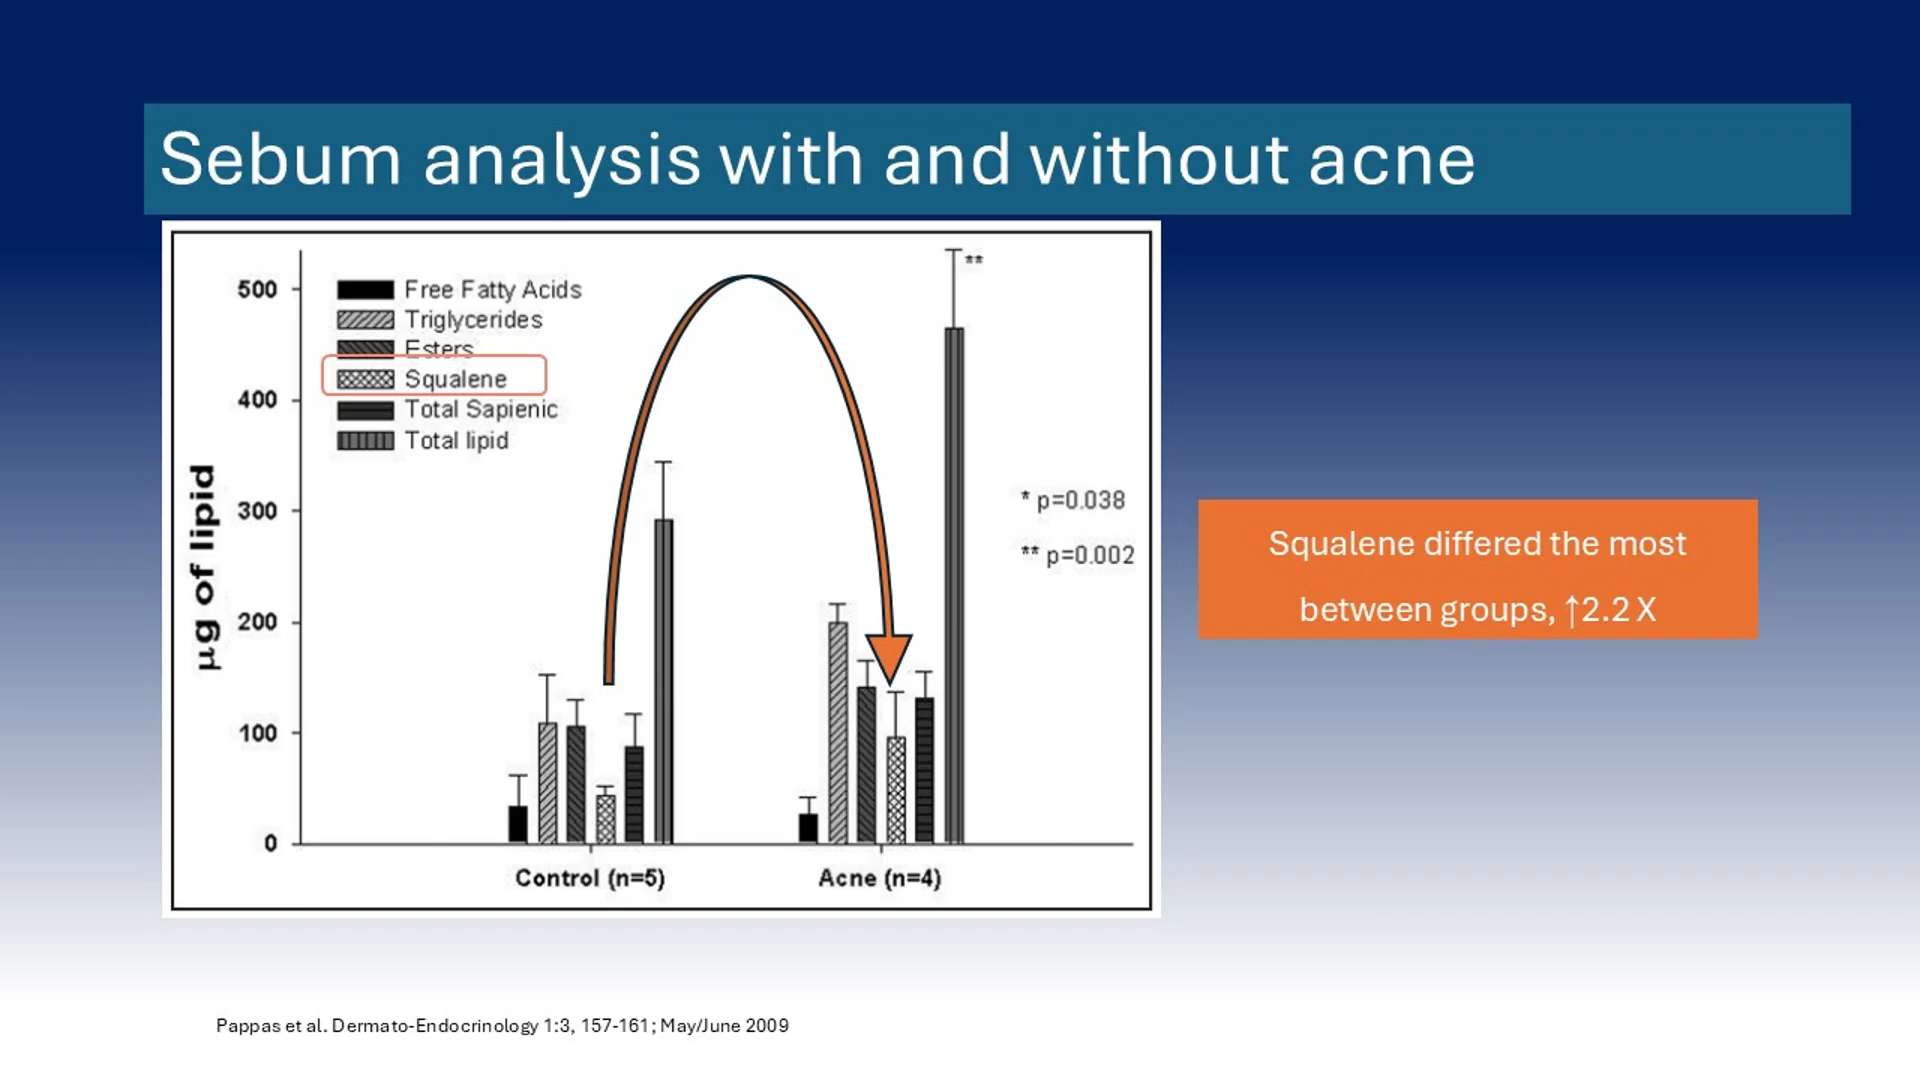 Sebum analysis with and without acne
500
400
300
200
100
0
µg of lipid
Free Fatty Acids
Triglycerides
Esters
Squalene
Total Sapienic
Total lipid
**
* p=0.038
** p=0.002
Control (n=5)
Acne (n=4)
Squalene differed the most
between groups, ↑2.2 X
Pappas et al. Dermato-Endocrinology 1:3, 157-161; May/June 2009